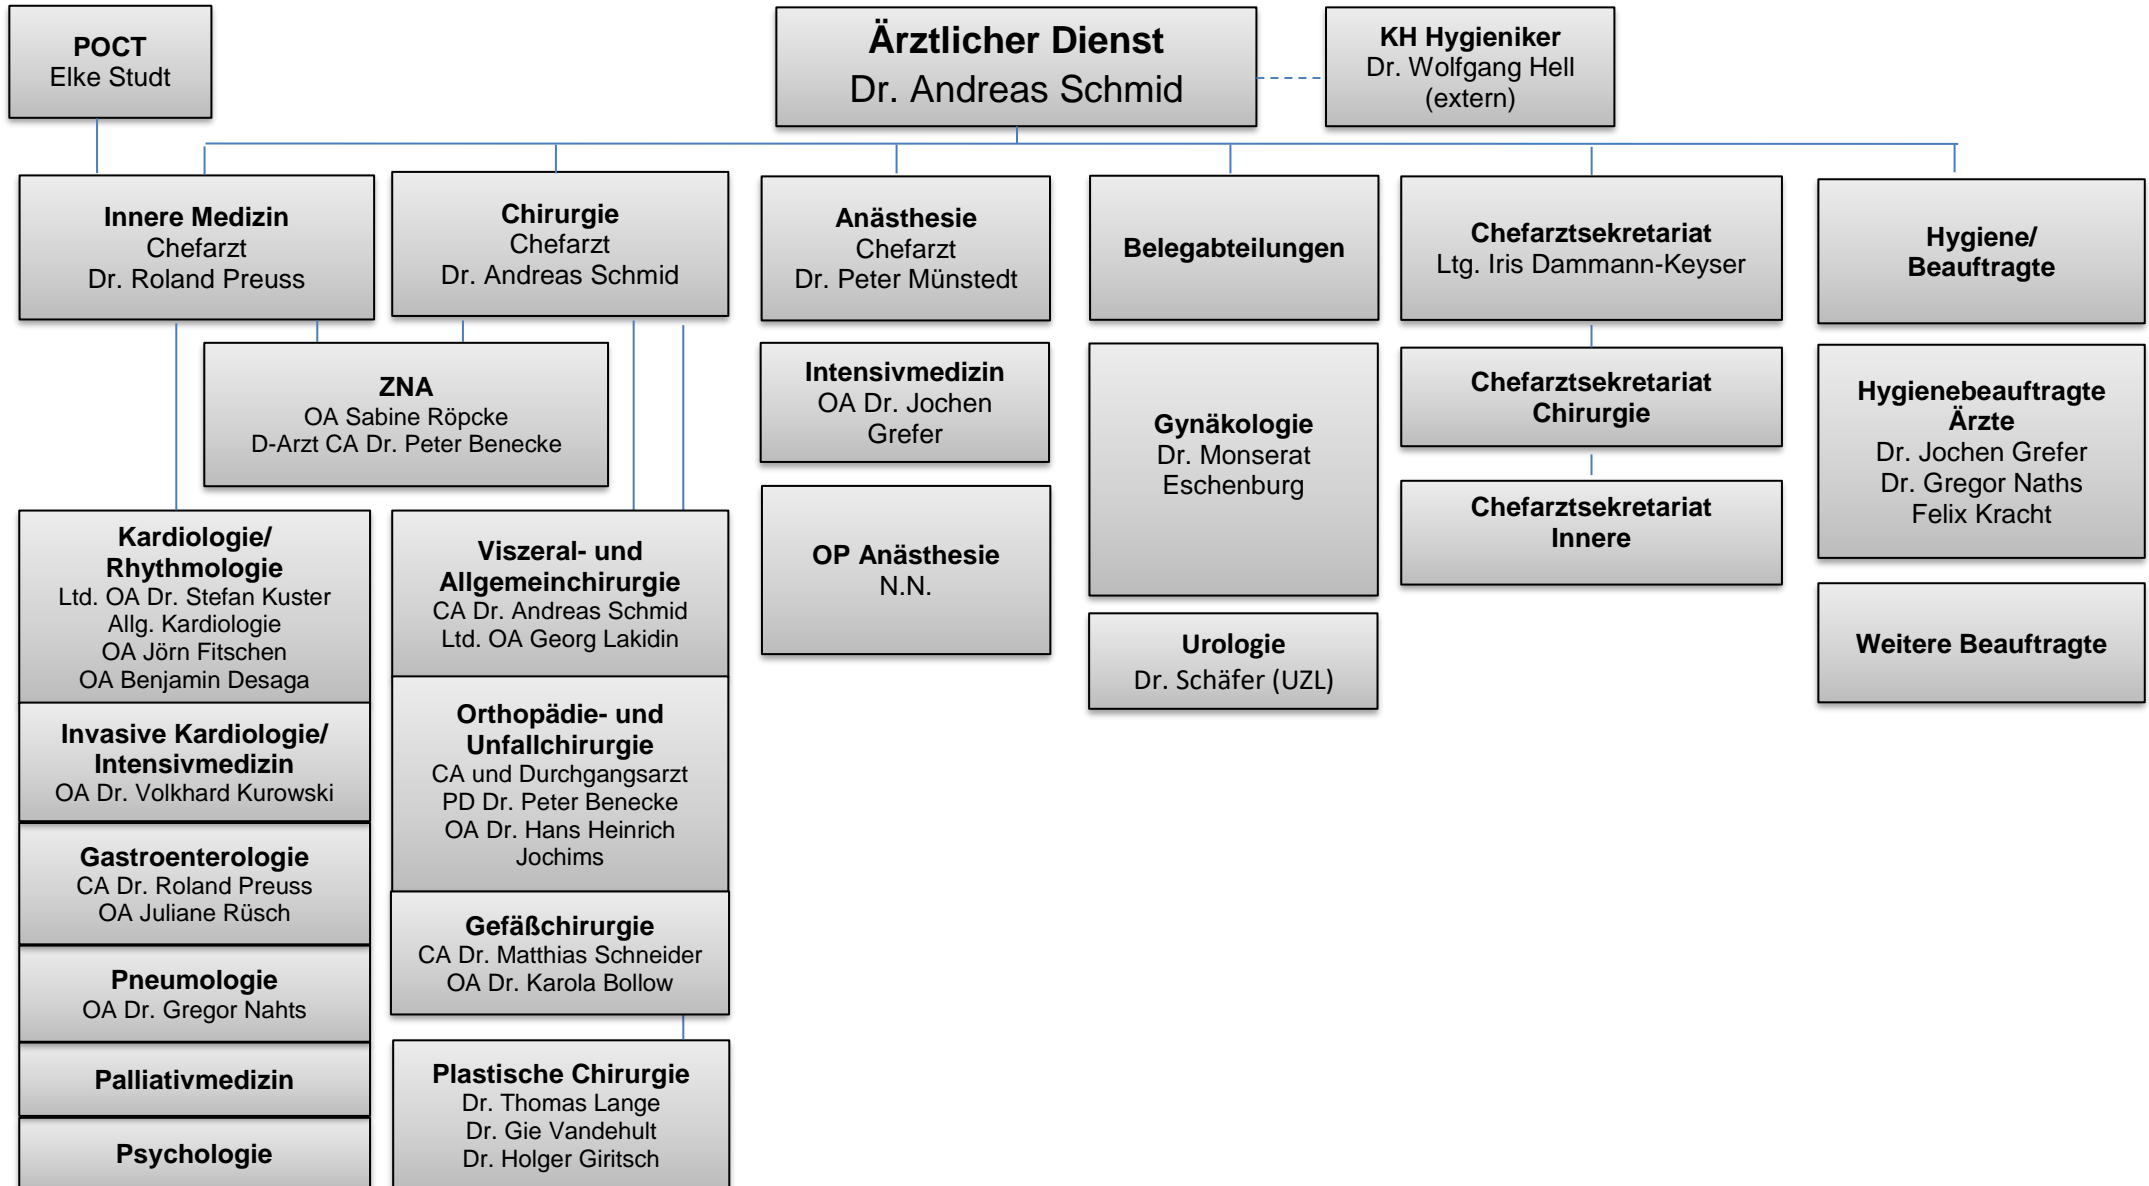 POCT
Elke Studt
Ärztlicher Dienst
Dr. Andreas Schmid
KH Hygieniker
Dr. Wolfgang Hell
(extern)
Innere Medizin
Chefarzt
Dr. Roland Preuss
Chirurgie
Chefarzt
Dr. Andreas Schmid
Anästhesie
Chefarzt
Dr. Peter Münstedt
Belegabteilungen
Chefarztsekretariat
Ltg. Iris Dammann-Keyser
Hygiene/
Beauftragte
ZNA
OA Sabine Röpcke
D-Arzt CA Dr. Peter Benecke
Intensivmedizin
OA Dr. Jochen
Grefer
Gynäkologie
Dr. Monserat
Eschenburg
Chefarztsekretariat
Chirurgie
Hygienebeauftragte
Ärzte
Dr. Jochen Grefer
Dr. Gregor Naths
Felix Kracht
OP Anästhesie
N.N.
Chefarztsekretariat
Innere
Urologie
Dr. Schäfer (UZL)
Weitere Beauftragte
Kardiologie/
Rhythmologie
Ltd. OA Dr. Stefan Kuster
Allg. Kardiologie
OA Jörn Fitschen
OA Benjamin Desaga
Invasive Kardiologie/
Intensivmedizin
OA Dr. Volkhard Kurowski
Gastroenterologie
CA Dr. Roland Preuss
OA Juliane Rüsch
Pneumologie
OA Dr. Gregor Nahts
Palliativmedizin
Psychologie
Viszeral- und
Allgemeinchirurgie
CA Dr. Andreas Schmid
Ltd. OA Georg Lakidin
Orthopädie- und
Unfallchirurgie
CA und Durchgangsarzt
PD Dr. Peter Benecke
OA Dr. Hans Heinrich
Jochims
Gefäßchirurgie
CA Dr. Matthias Schneider
OA Dr. Karola Bollow
Plastische Chirurgie
Dr. Thomas Lange
Dr. Gie Vandehult
Dr. Holger Giritsch